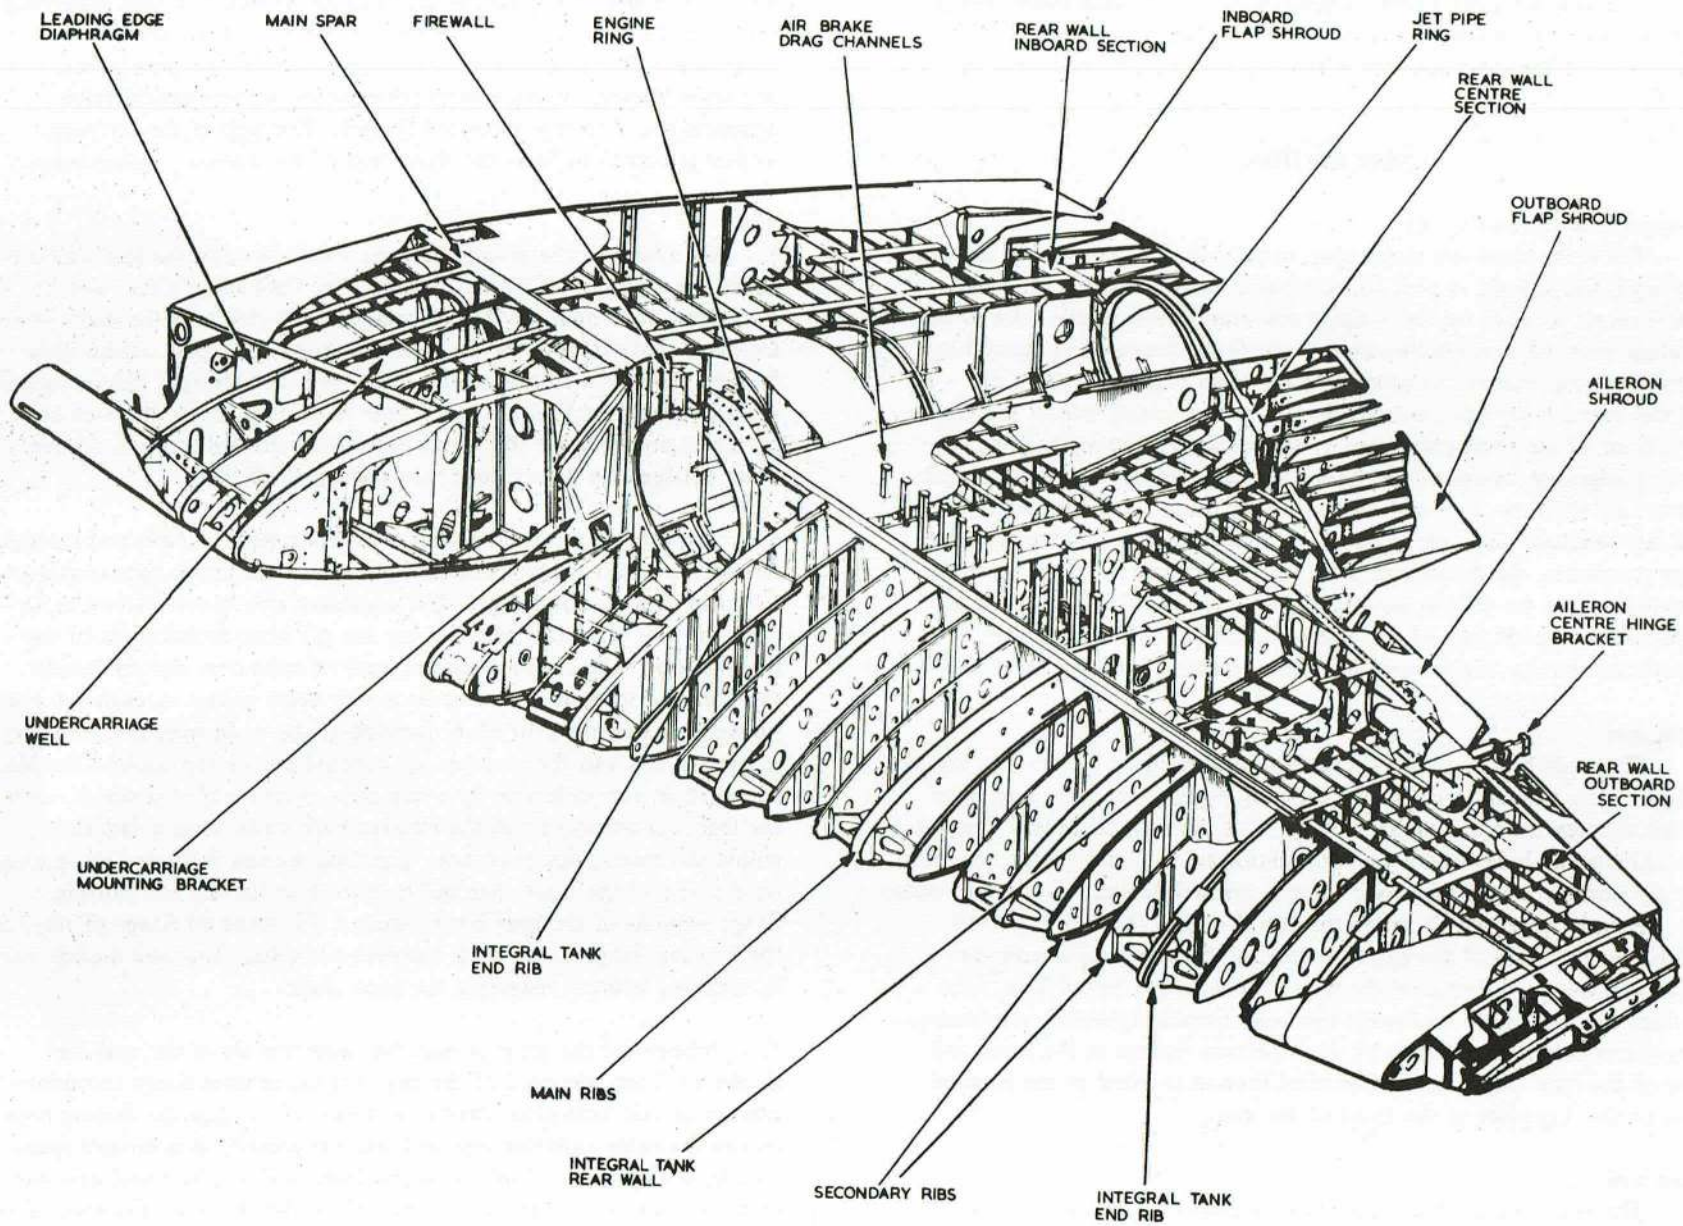 LEADING EDGE
DIAPHRAGM
MAIN SPAR
FIREWALL
ENGINE
RING
AIR BRAKE
DRAG CHANNELS
REAR WALL
INBOARD SECTION
INBOARD
FLAP SHROUD
JET PIPE
RING
REAR WALL
CENTRE
SECTION
OUTBOARD
FLAP SHROUD
AILERON
SHROUD
AILERON
CENTRE HINGE
BRACKET
REAR WALL
OUTBOARD
SECTION
UNDERCARRIAGE
WELL
UNDERCARRIAGE
MOUNTING BRACKET
INTEGRAL TANK
END RIB
MAIN RIBS
INTEGRAL TANK
REAR WALL
SECONDARY RIBS
INTEGRAL TANK
END RIB